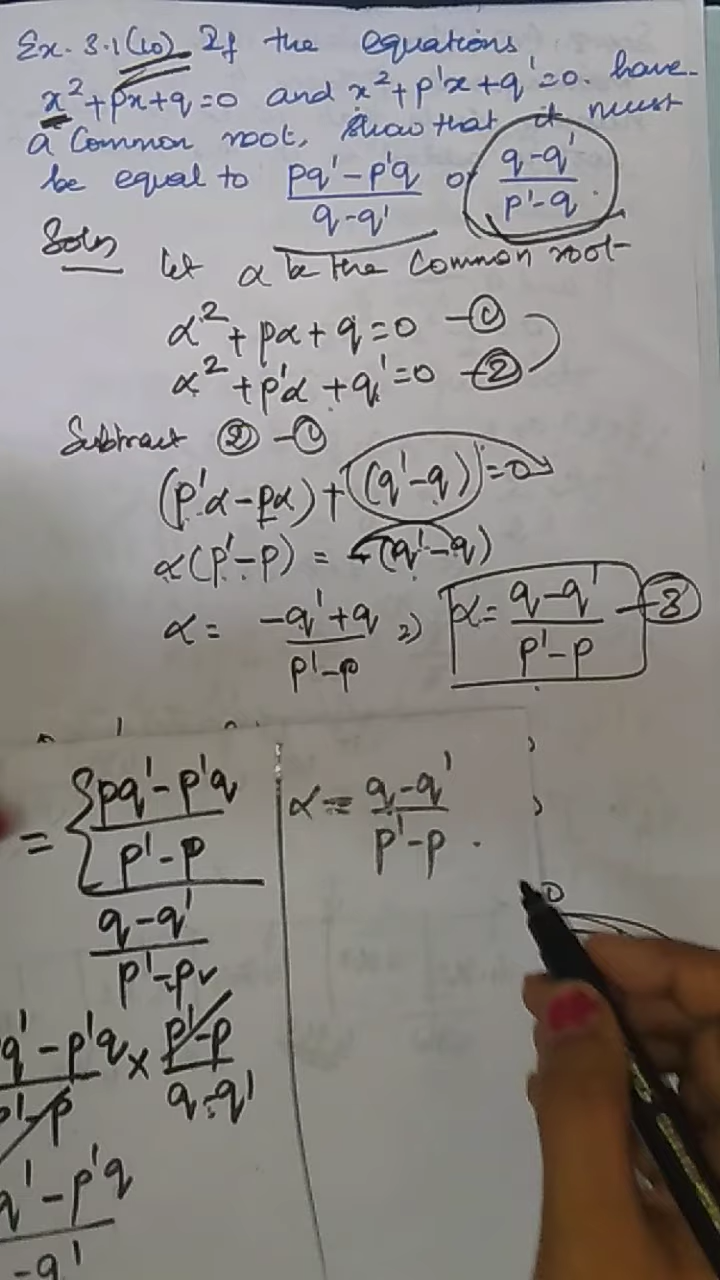 Ex. 3.1(10) If the equations
x²+px+q=0 and x²+p'x+q'=0. have
a Common root, show that it must
be equal to pq'-p'q/q-q' or q-q'/p'-q.
Soln let α be the Common root
α²+pα+q=0 -①
α²+p'α+q'=0 -②
Subtract ② -①
(p'α-pα)+(q'-q)=0
α(p'-p) = -(q'-q)
α = -q'+q/p'-p ⇒ α = q-q'/p'-p -③
= {pq'-p'q/p'-p
q-q'/p'-p
q'-p'q/p'-p × p'-p/q-q'
q'-p'q/-q'
α = q-q'/p'-p.